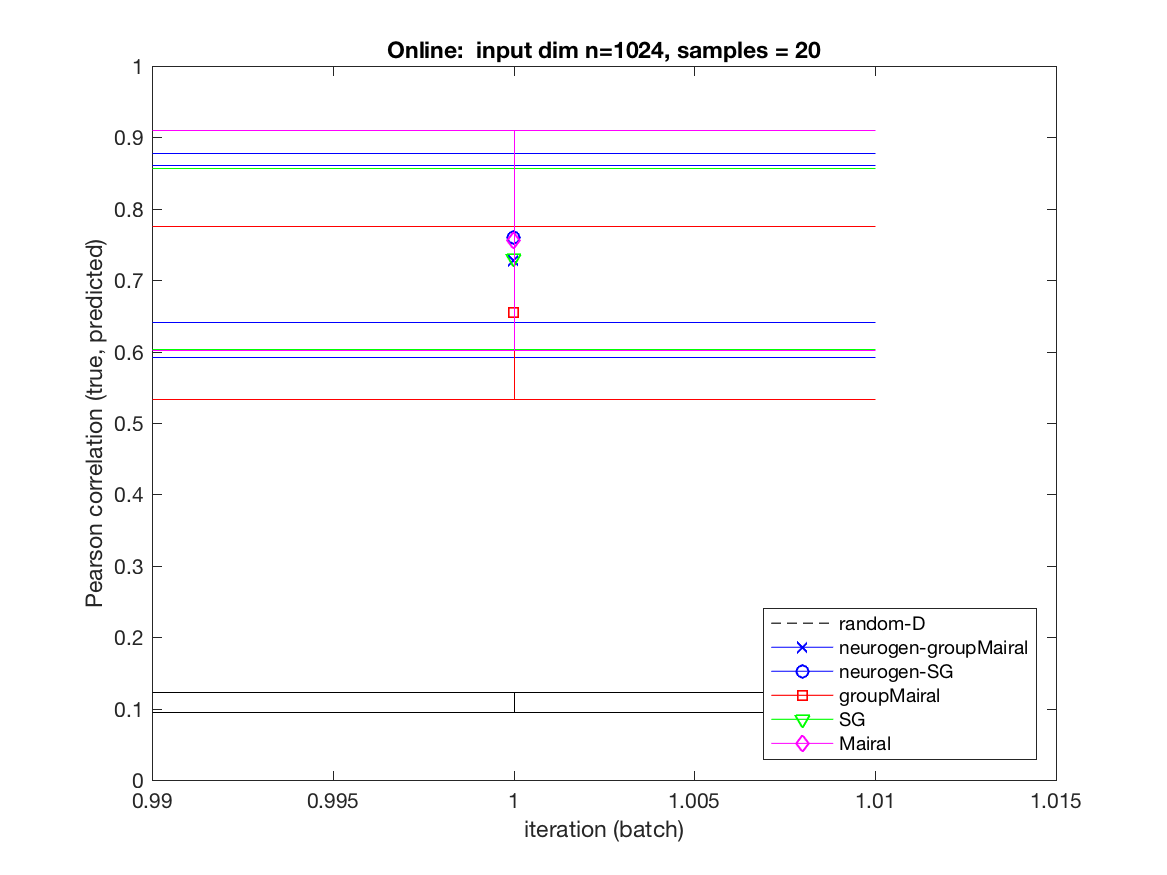 Online:  input dim n=1024, samples = 20
1
0.9
0.8
0.7
0.6
0.5
0.4
0.3
0.2
0.1
0
Pearson correlation (true, predicted)
0.99
0.995
1
1.005
1.01
1.015
iteration (batch)
random-D
neurogen-groupMairal
neurogen-SG
groupMairal
SG
Mairal